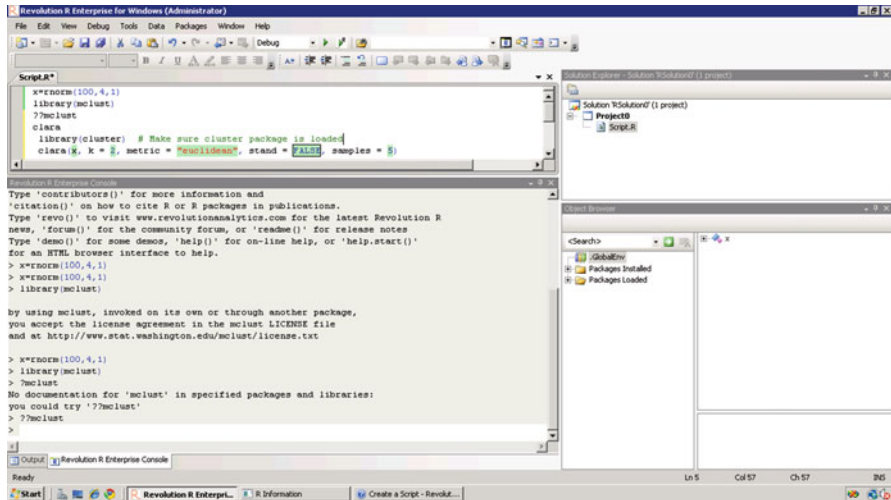 Revolution R Enterprise for Windows (Administrator)
File Edit View Debug Tools Data Packages Window Help
Debug
Script.R*
x=rnorm(100,4,1)
library(mclust)
??mclust
clara
library(cluster) # Make sure cluster package is loaded
clara(x, k = 2, metric = "euclidean", stand = FALSE, samples = 5)
Solution Explorer - Solution 'RSolution0' (1 project)
Solution 'RSolution0' (1 project)
Project0
Script.R
Revolution R Enterprise Console
Type 'contributors()' for more information and
'citation()' on how to cite R or R packages in publications.
Type 'revo()' to visit www.revolutionanalytics.com for the latest Revolution R
news, 'forum()' for the community forum, or 'readme()' for release notes
Type 'demo()' for some demos, 'help()' for on-line help, or 'help.start()'
for an HTML browser interface to help.
> x=rnorm(100,4,1)
> x=rnorm(100,4,1)
> library(mclust)
by using mclust, invoked on its own or through another package,
you accept the license agreement in the mclust LICENSE file
and at http://www.stat.washington.edu/mclust/license.txt
> x=rnorm(100,4,1)
> library(mclust)
> ?mclust
No documentation for 'mclust' in specified packages and libraries:
you could try '??mclust'
> ??mclust
>
Object Browser
<Search>
.GlobalEnv
Packages Installed
Packages Loaded
x
Output Revolution R Enterprise Console
Ready Ln 5 Col 57 Ch 57 INS
Start Revolution R Enterpri... R Information Create a Script - Revolut...